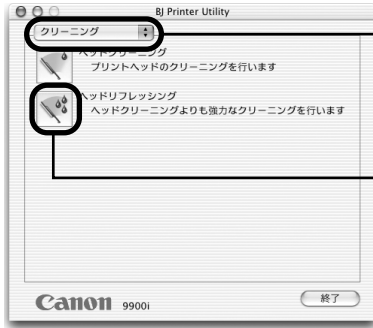 BJ Printer Utility
クリーニング
ヘッドクリーニング
プリントヘッドのクリーニングを行います
ヘッドリフレッシング
ヘッドクリーニングよりも強力なクリーニングを行います
Canon 9900i
終了